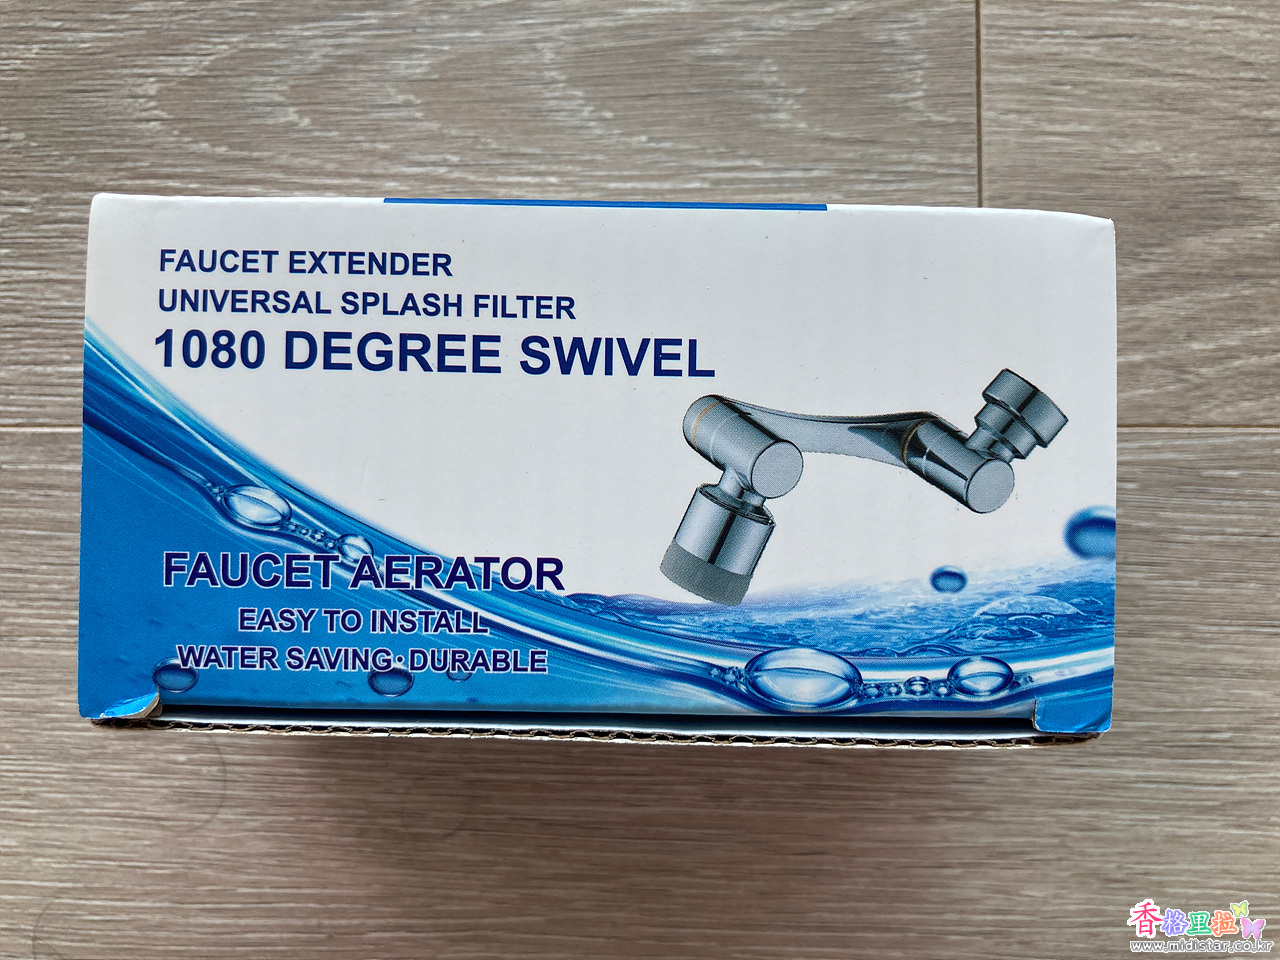 FAUCET EXTENDER
UNIVERSAL SPLASH FILTER
1080 DEGREE SWIVEL
FAUCET AERATOR
EASY TO INSTALL
WATER SAVING·DURABLE
香格里拉
www.midistar.co.kr